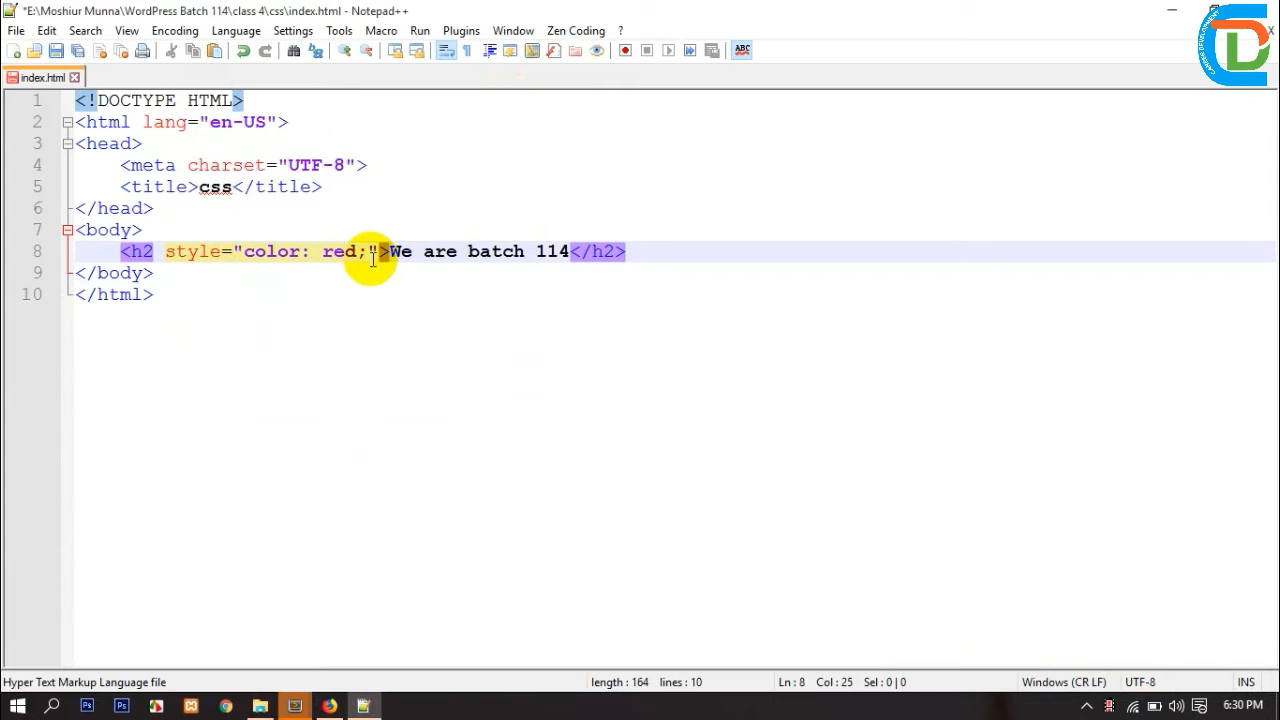 *E:\Moshiur Munna\WordPress Batch 114\class 4\css\index.html - Notepad++
File Edit Search View Encoding Language Settings Tools Macro Run Plugins Window Zen Coding ?
ABC
index.html
1 <!DOCTYPE HTML>
2 <html lang="en-US">
3 <head>
4 <meta charset="UTF-8">
5 <title>css</title>
6 </head>
7 <body>
8 <h2 style="color: red;">We are batch 114</h2>
9 </body>
10 </html>
Hyper Text Markup Language file length : 164 lines : 10 Ln : 8 Col : 25 Sel : 0 | 0 Windows (CR LF) UTF-8 INS
6:30 PM